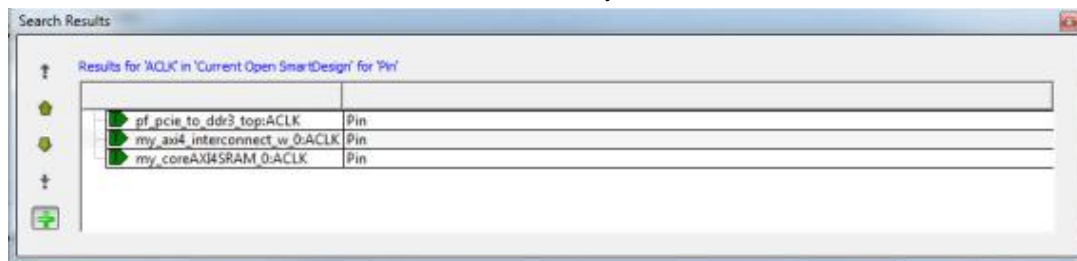 Search Results
Results for 'ACLK' in 'Current Open SmartDesign' for 'Pin'
pf_pcie_to_ddr3_top:ACLK Pin
my_axi4_interconnect_w_0:ACLK Pin
my_coreAXI4SRAM_0:ACLK Pin